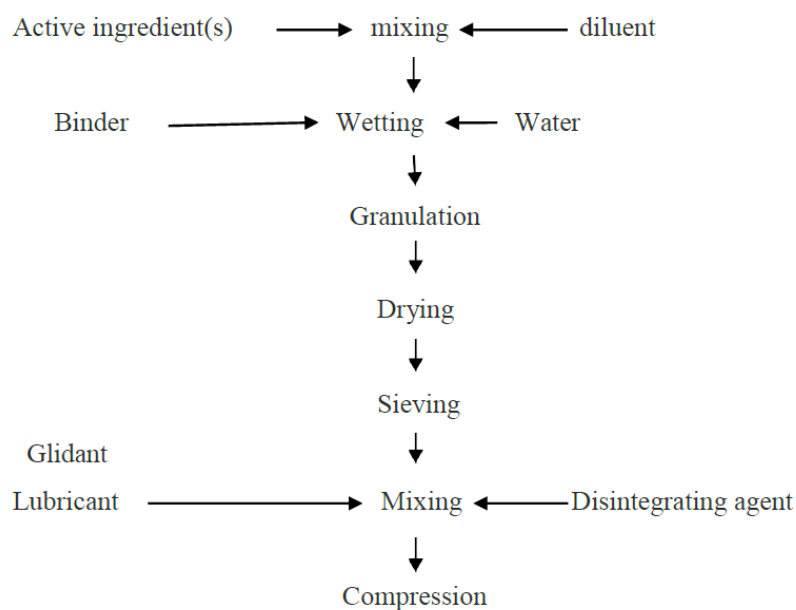 Active ingredient(s) mixing diluent
Binder Wetting Water
Granulation
Drying
Sieving
Glidant
Lubricant Mixing Disintegrating agent
Compression